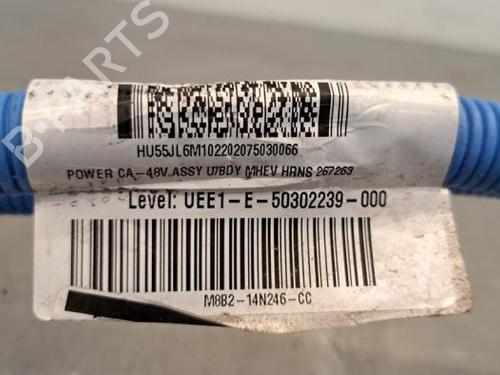 HU55JL6M102202075030066
POWER CA-48V.ASSY U/BDY MHEV HRNS 267263
Level: UEE1-E-50302239-000
M8B2-14N246-CC
B-PARTS